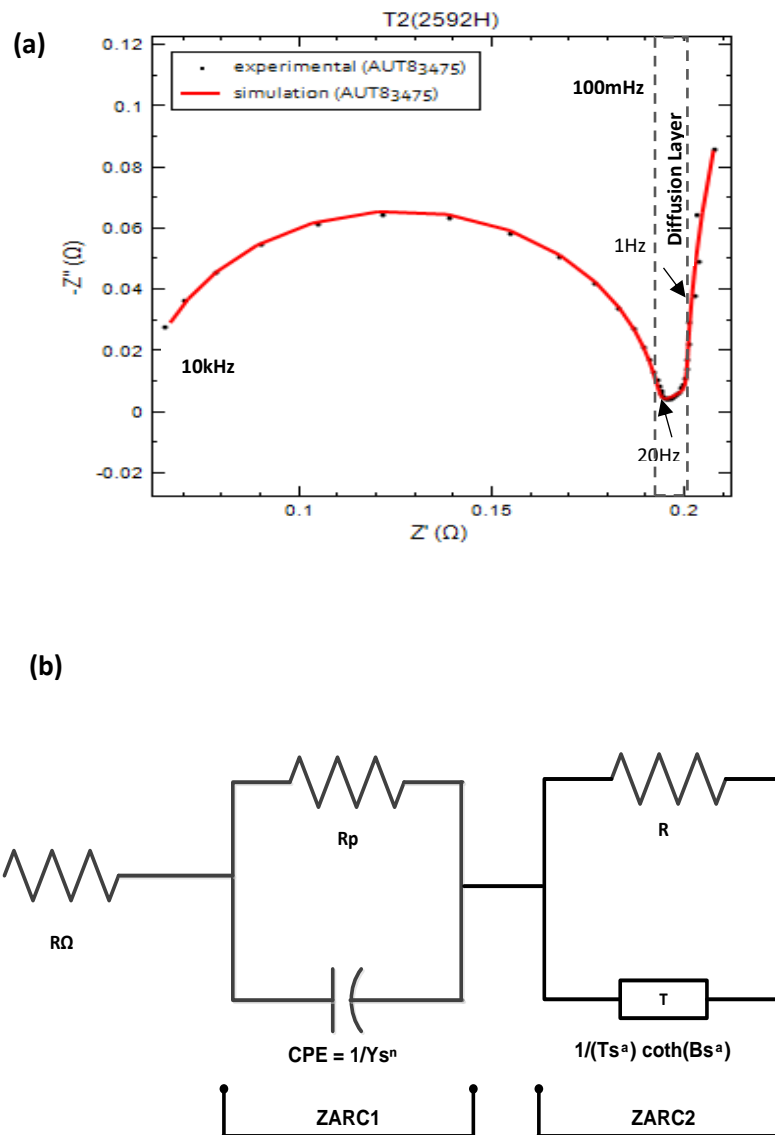 T2(2592H)
(a)
0.12
0.1
0.08
0.06
0.04
0.02
0
-0.02
-Z'' (Ω)
experimental (AUT83475)
simulation (AUT83475)
100mHz
Diffusion Layer
1Hz
10kHz
20Hz
0.1
0.15
0.2
Z' (Ω)
(b)
Rp
R
RΩ
T
CPE = 1/Ysⁿ
1/(Tsᵃ) coth(Bsᵃ)
ZARC1
ZARC2